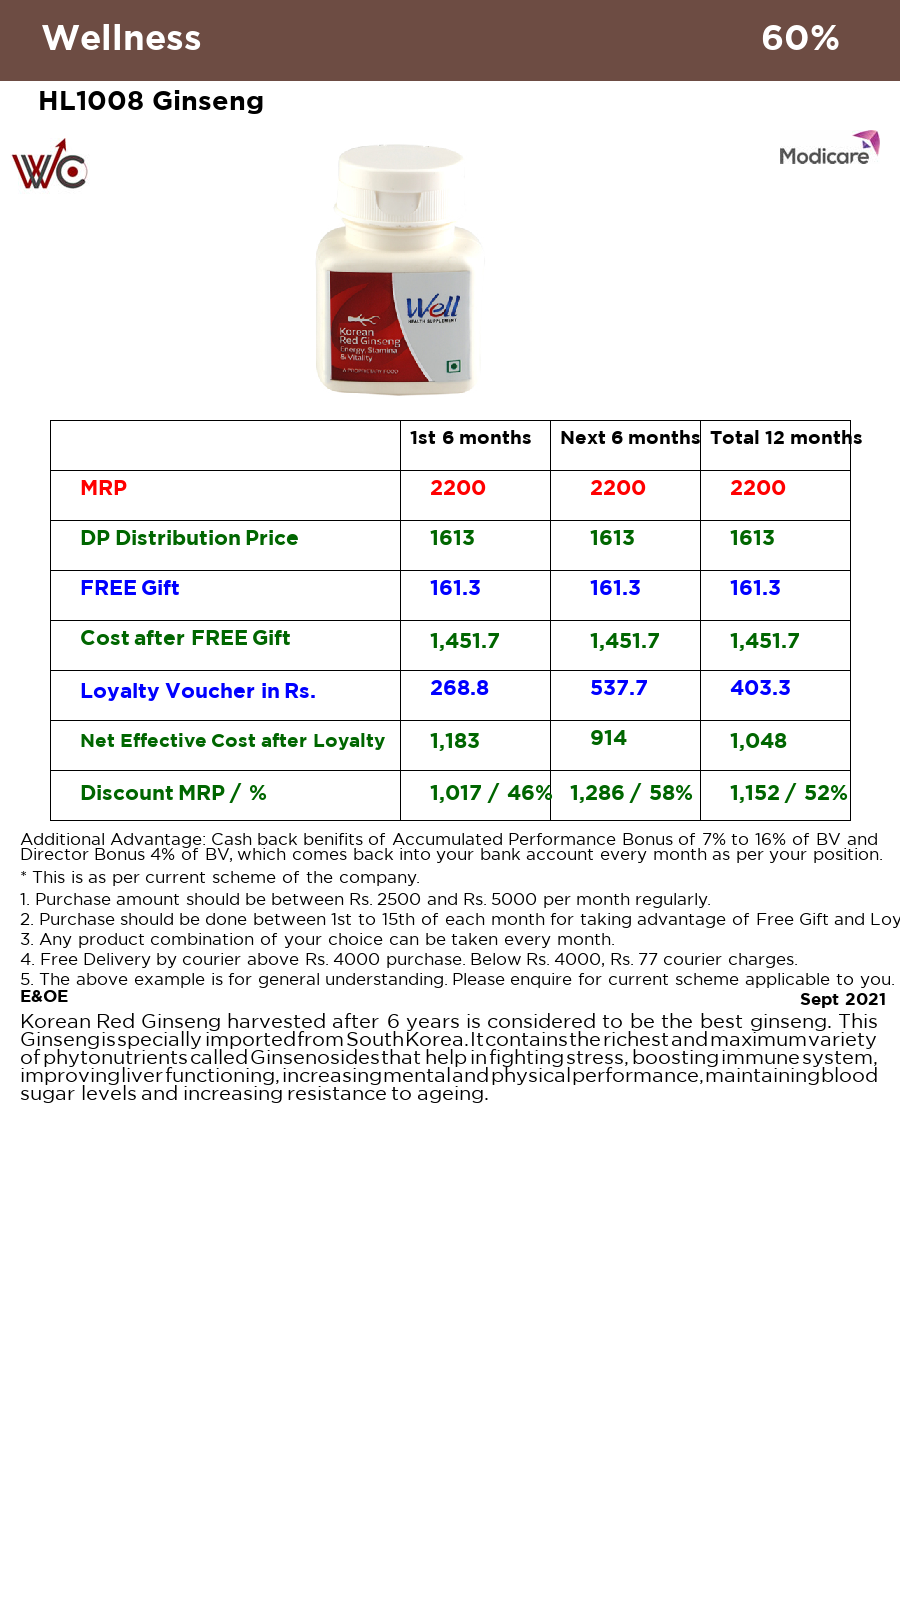 Wellness 60%
HL1008 Ginseng
WC
Modicare
Well
HEALTH SUPPLEMENT
Korean
Red Ginseng
Energy, Stamina
& Vitality
1st 6 months Next 6 months Total 12 months
MRP 2200 2200 2200
DP Distribution Price 1613 1613 1613
FREE Gift 161.3 161.3 161.3
Cost after FREE Gift 1,451.7 1,451.7 1,451.7
Loyalty Voucher in Rs. 268.8 537.7 403.3
Net Effective Cost after Loyalty 1,183 914 1,048
Discount MRP / % 1,017 / 46% 1,286 / 58% 1,152 / 52%
Additional Advantage: Cash back benifits of Accumulated Performance Bonus of 7% to 16% of BV and
Director Bonus 4% of BV, which comes back into your bank account every month as per your position.
* This is as per current scheme of the company.
1. Purchase amount should be between Rs. 2500 and Rs. 5000 per month regularly.
2. Purchase should be done between 1st to 15th of each month for taking advantage of Free Gift and Loy
3. Any product combination of your choice can be taken every month.
4. Free Delivery by courier above Rs. 4000 purchase. Below Rs. 4000, Rs. 77 courier charges.
5. The above example is for general understanding. Please enquire for current scheme applicable to you.
E&OE Sept 2021
Korean Red Ginseng harvested after 6 years is considered to be the best ginseng. This
Ginseng is specially imported from South Korea. It contains the richest and maximum variety
of phytonutrients called Ginsenosides that help in fighting stress, boosting immune system,
improving liver functioning, increasing mental and physical performance, maintaining blood
sugar levels and increasing resistance to ageing.